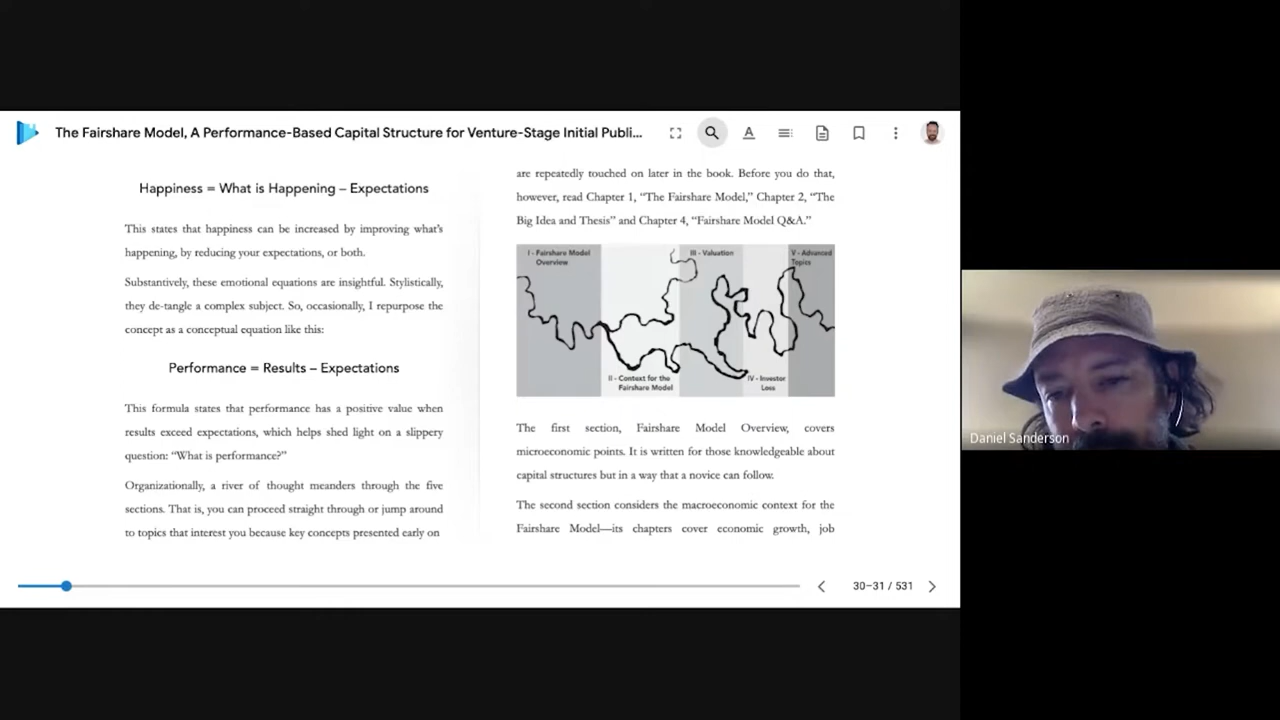 The Fairshare Model, A Performance-Based Capital Structure for Venture-Stage Initial Publi...
Happiness = What is Happening – Expectations
This states that happiness can be increased by improving what's
happening, by reducing your expectations, or both.
Substantively, these emotional equations are insightful. Stylistically,
they de-tangle a complex subject. So, occasionally, I repurpose the
concept as a conceptual equation like this:
Performance = Results – Expectations
This formula states that performance has a positive value when
results exceed expectations, which helps shed light on a slippery
question: “What is performance?”
Organizationally, a river of thought meanders through the five
sections. That is, you can proceed straight through or jump around
to topics that interest you because key concepts presented early on
are repeatedly touched on later in the book. Before you do that,
however, read Chapter 1, “The Fairshare Model,” Chapter 2, “The
Big Idea and Thesis” and Chapter 4, “Fairshare Model Q&A.”
I - Fairshare Model
Overview
III - Valuation
V - Advanced
Topics
II - Context for the
Fairshare Model
IV - Investor
Loss
The first section, Fairshare Model Overview, covers
microeconomic points. It is written for those knowledgeable about
capital structures but in a way that a novice can follow.
The second section considers the macroeconomic context for the
Fairshare Model—its chapters cover economic growth, job
30–31 / 531
Daniel Sanderson